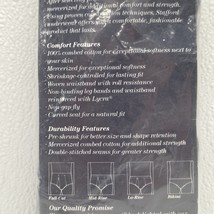 After
mercerized for additional comfort and strength.
Using proven construction techniques, Stafford
underwear offers a comfortable, fashionable
product that lasts.
Comfort Features
100% combed cotton for exceptional softness next to
your skin
Mercerized for exceptional softness
Shrinkage-controlled for lasting fit
Woven waistband with roll resistance
Non-binding leg bands and waistband
reinforced with Lycra®
No-gap fly
Curved seat for a natural fit
Durability Features
Pre-shrunk for better size and shape retention
Mercerized combed cotton for additional strength
Double-stitched seams for greater strength
Full Cut Mid Rise Lo-Rise Bikini
Our Quality Promise